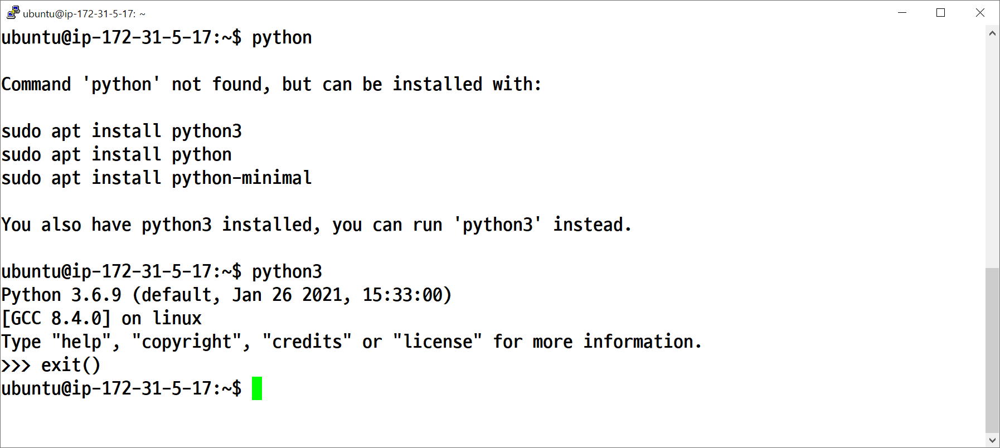 ubuntu@ip-172-31-5-17: ~
ubuntu@ip-172-31-5-17:~$ python
Command 'python' not found, but can be installed with:
sudo apt install python3
sudo apt install python
sudo apt install python-minimal
You also have python3 installed, you can run 'python3' instead.
ubuntu@ip-172-31-5-17:~$ python3
Python 3.6.9 (default, Jan 26 2021, 15:33:00)
[GCC 8.4.0] on linux
Type "help", "copyright", "credits" or "license" for more information.
>>> exit()
ubuntu@ip-172-31-5-17:~$